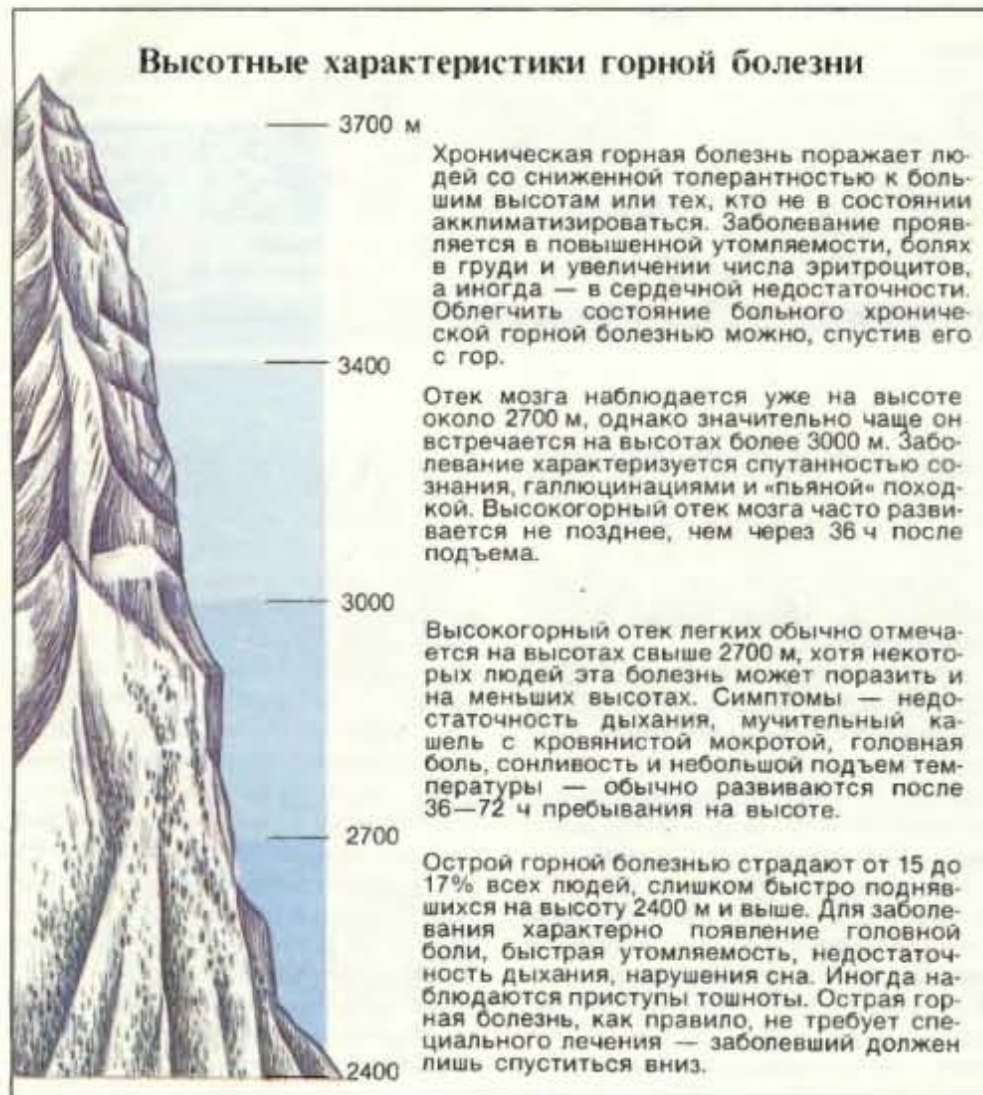 Высотные характеристики горной болезни
3700 м
Хроническая горная болезнь поражает лю-
дей со сниженной толерантностью к боль-
шим высотам или тех, кто не в состоянии
акклиматизироваться. Заболевание прояв-
ляется в повышенной утомляемости, болях
в груди и увеличении числа эритроцитов,
а иногда — в сердечной недостаточности.
Облегчить состояние больного хрониче-
ской горной болезнью можно, спустив его
с гор.
3400
Отек мозга наблюдается уже на высоте
около 2700 м, однако значительно чаще он
встречается на высотах более 3000 м. Забо-
левание характеризуется спутанностью со-
знания, галлюцинациями и «пьяной» поход-
кой. Высокогорный отек мозга часто разви-
вается не позднее, чем через 36 ч после
подъема.
3000
Высокогорный отек легких обычно отмеча-
ется на высотах свыше 2700 м, хотя некото-
рых людей эта болезнь может поразить и
на меньших высотах. Симптомы — недо-
статочность дыхания, мучительный ка-
шель с кровянистой мокротой, головная
боль, сонливость и небольшой подъем тем-
пературы — обычно развиваются после
36—72 ч пребывания на высоте.
2700
Острой горной болезнью страдают от 15 до
17% всех людей, слишком быстро подняв-
шихся на высоту 2400 м и выше. Для заболе-
вания характерно появление головной
боли, быстрая утомляемость, недостаточ-
ность дыхания, нарушения сна. Иногда на-
блюдаются приступы тошноты. Острая гор-
ная болезнь, как правило, не требует спе-
циального лечения — заболевший должен
лишь спуститься вниз.
2400